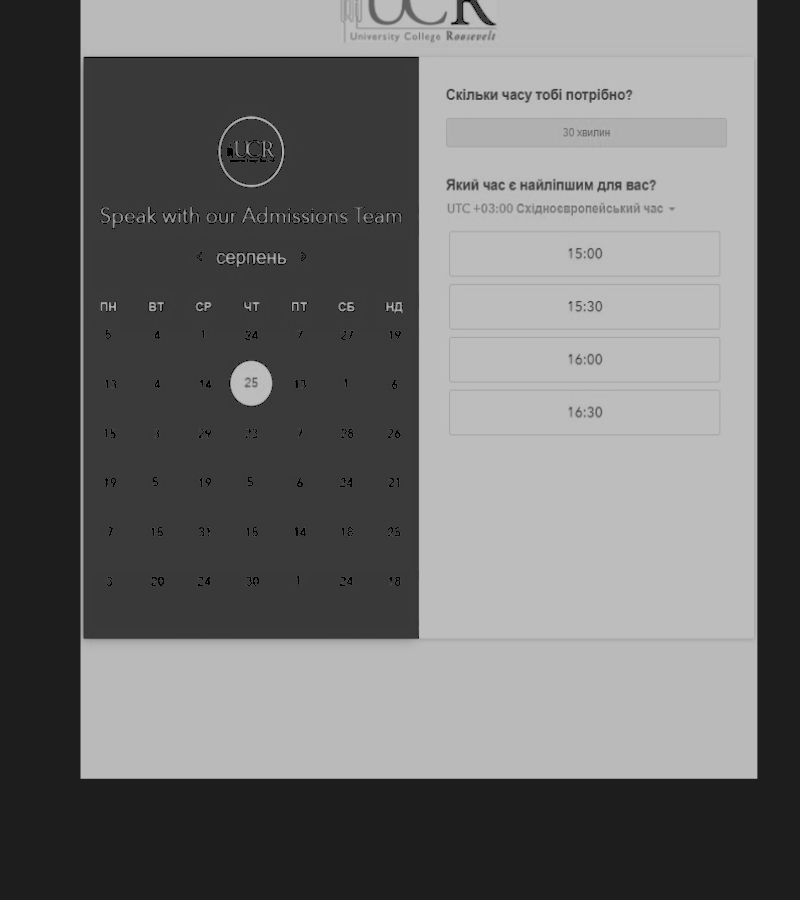 UCR
University College Roosevelt
UCR
Speak with our Admissions Team
серпень
ПН ВТ СР ЧТ ПТ СБ НД
5 4 1 24 7 27 19
13 4 14 25 13 1 6
15 3 29 23 7 28 26
19 5 19 5 6 24 21
7 15 31 15 14 18 25
3 20 24 30 1 24 18
Скільки часу тобі потрібно?
30 хвилин
Який час є найліпшим для вас?
UTC +03:00 Східноєвропейський час
15:00
15:30
16:00
16:30